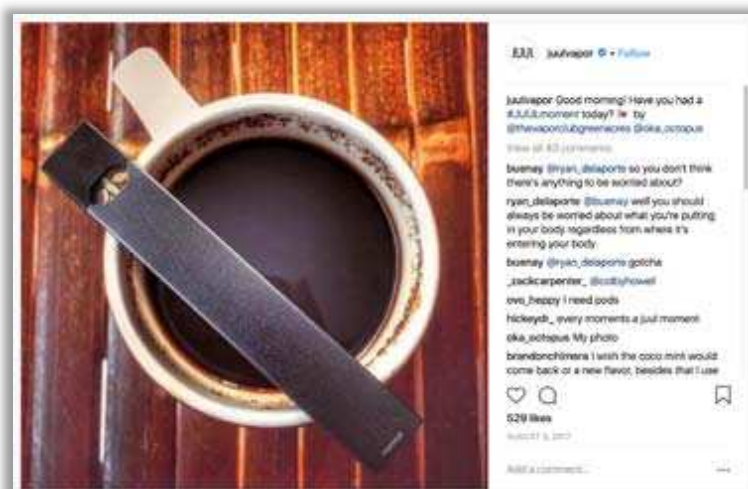 JUUL juulvapor • Follow
juulvapor Good morning! Have you had a
#JUULmoment today? by
@thevaporclubgreenacres @oka_octopus
View all 43 comments
buenay @ryan_delaporte so you don't think
there's anything to be worried about?
ryan_delaporte @buenay well you should
always be worried about what you're putting
in your body regardless from where it's
entering your body
buenay @ryan_delaporte gotcha
_zackcarpenter_ @colbyhowell
ovo_heppy I need pods
hickeydr_ every moments a juul moment
oka_octopus My photo
brandonchimera I wish the coco mint would
come back or a new flavor, besides that I use
529 likes
AUGUST 2017
Add a comment...